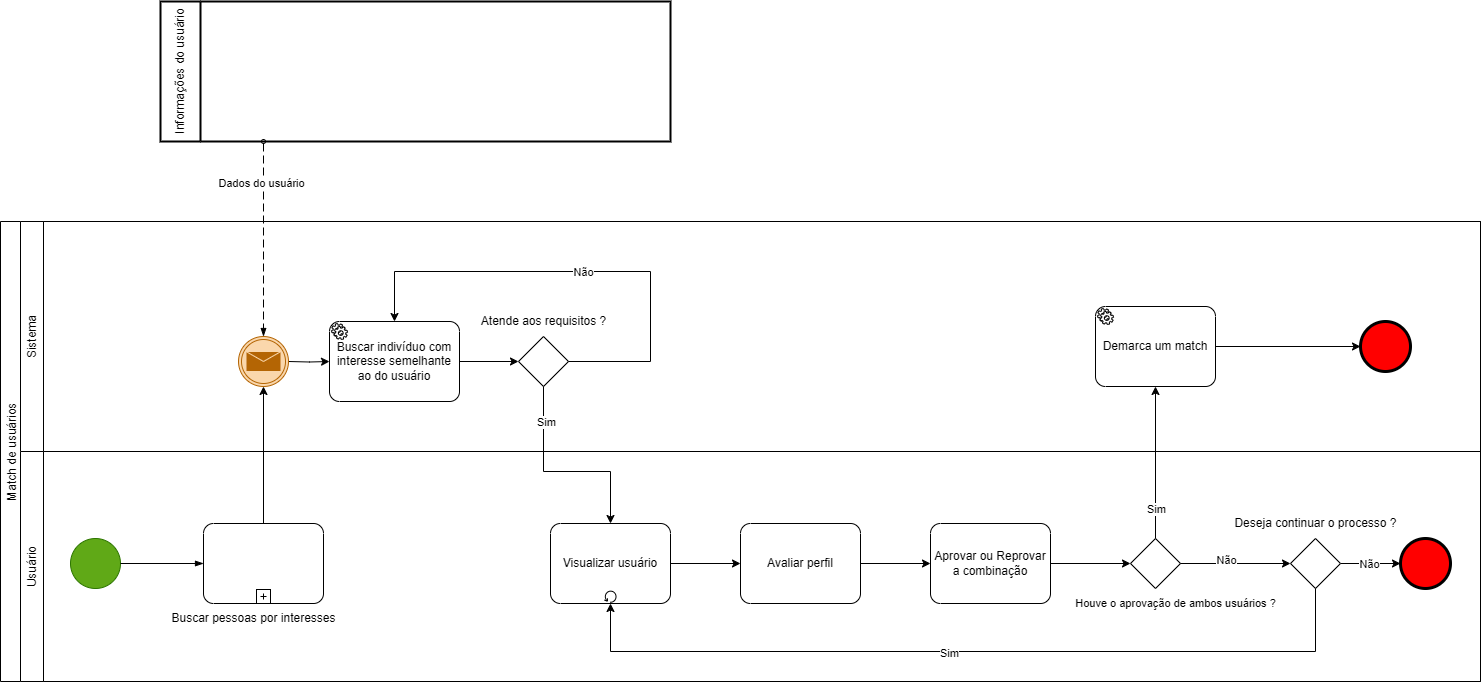 Informações do usuário
Dados do usuário
Match de usuários
Sistema
Não
Atende aos requisitos ?
Buscar indivíduo com
interesse semelhante
ao do usuário
Sim
Demarca um match
Usuário
Buscar pessoas por interesses
Visualizar usuário
Avaliar perfil
Aprovar ou Reprovar
a combinação
Sim
Houve o aprovação de ambos usuários ?
Não
Deseja continuar o processo ?
Não
Sim